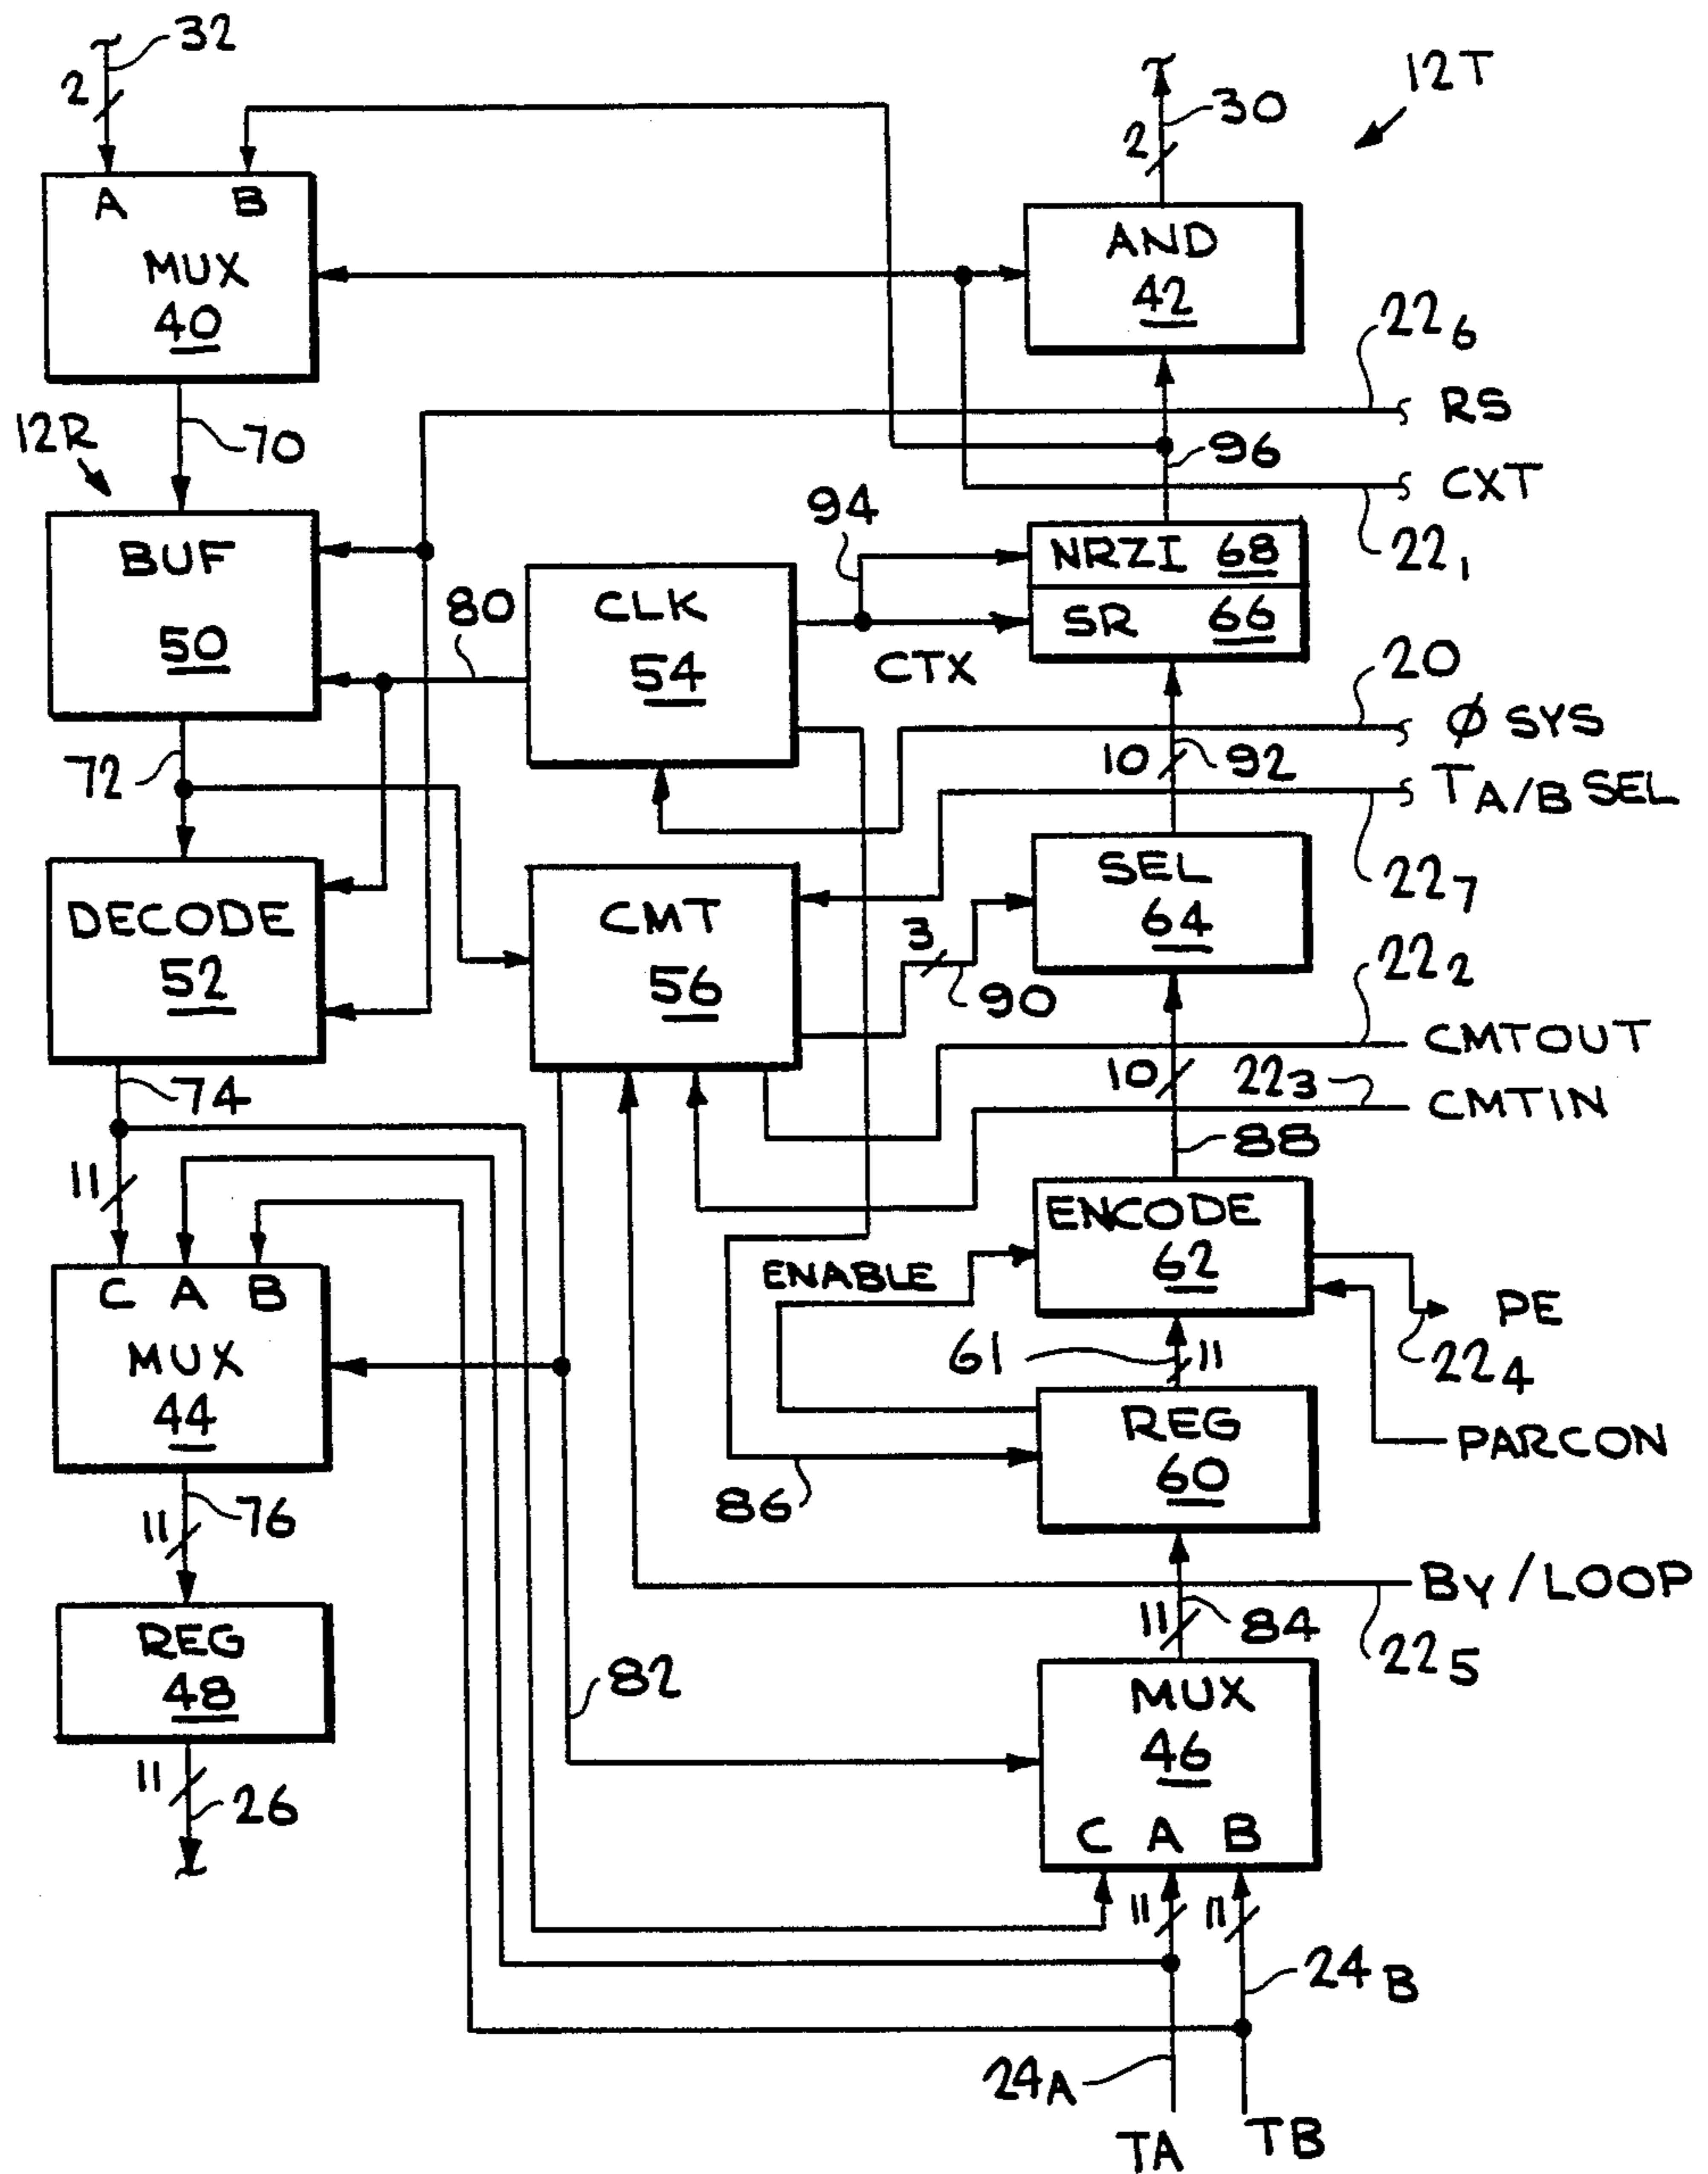 32
2
A B
MUX
40
12R
70
BUF
50
72
DECODE
52
74
11
C A B
MUX
44
76
11
REG
48
11
26
80
CLK
54
94
CTX
CMT
56
3
90
ENABLE
86
82
12T
30
2
AND
42
22₆
RS
96
CXT
22₁
NRZI 68
SR 66
20
Ø SYS
10
92
T A/B SEL
22₇
SEL
64
22₂
CMTOUT
10
22₃
CMTIN
88
ENCODE
62
PE
22₄
61
11
PARCON
REG
60
BY/LOOP
22₅
11
84
MUX
46
C A B
11 11
24B
24A
TA TB